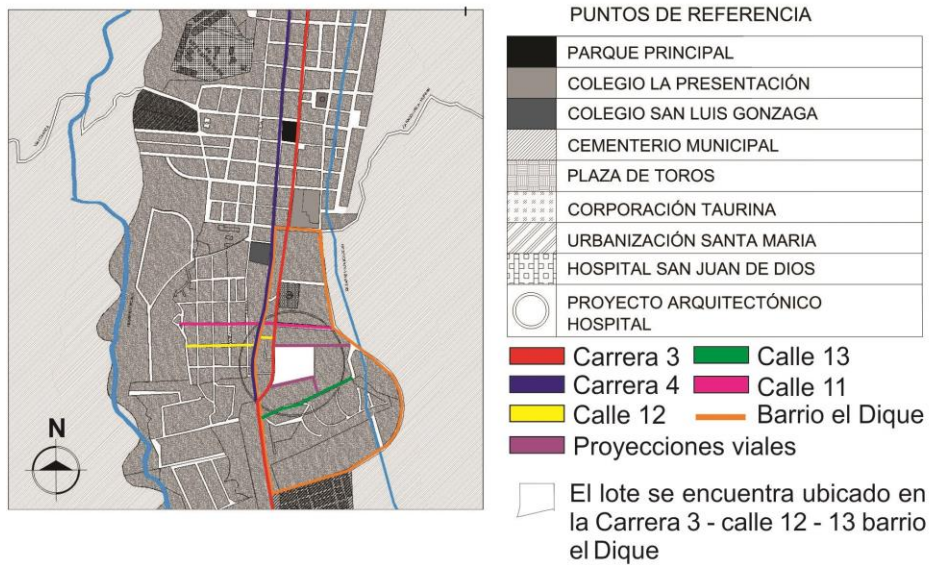 PUNTOS DE REFERENCIA
PARQUE PRINCIPAL
COLEGIO LA PRESENTACIÓN
COLEGIO SAN LUIS GONZAGA
CEMENTERIO MUNICIPAL
PLAZA DE TOROS
CORPORACIÓN TAURINA
URBANIZACIÓN SANTA MARIA
HOSPITAL SAN JUAN DE DIOS
PROYECTO ARQUITECTÓNICO
HOSPITAL
Carrera 3
Calle 13
Carrera 4
Calle 11
Calle 12
Barrio el Dique
Proyecciones viales
N
El lote se encuentra ubicado en
la Carrera 3 - calle 12 - 13 barrio
el Dique